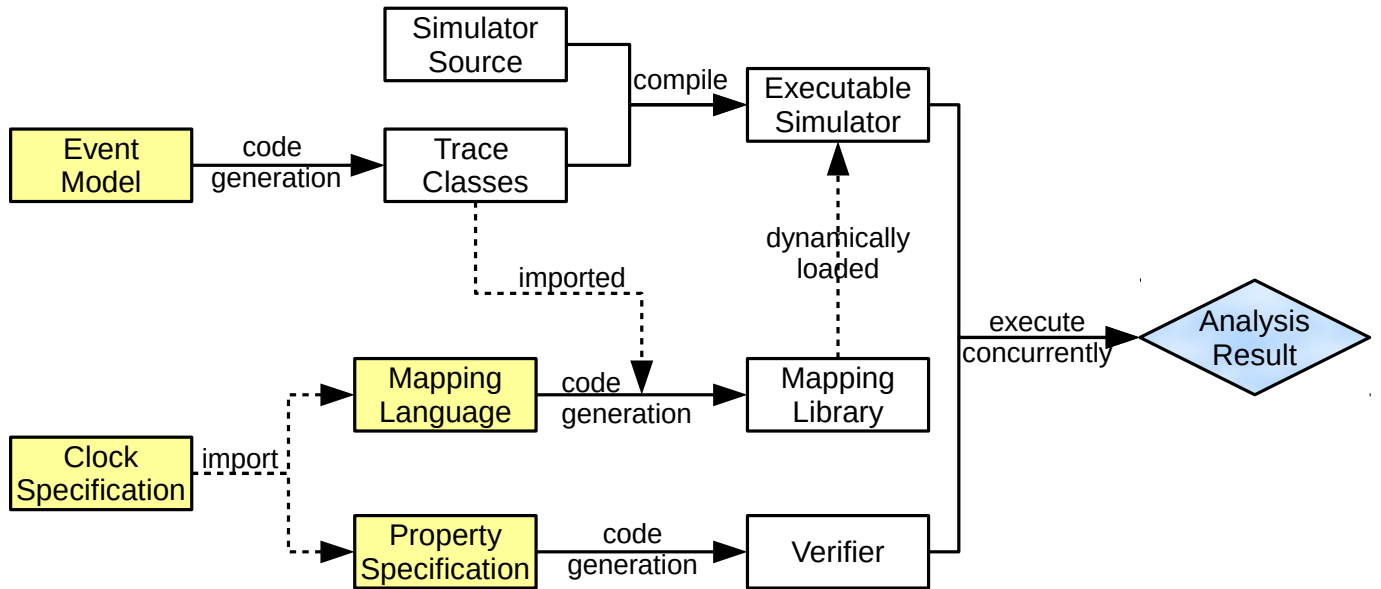 Simulator
Source
compile
Executable
Simulator
Event
Model
code
generation
Trace
Classes
dynamically
loaded
imported
execute
concurrently
Analysis
Result
Mapping
Language
code
generation
Mapping
Library
Clock
Specification
import
Property
Specification
code
generation
Verifier